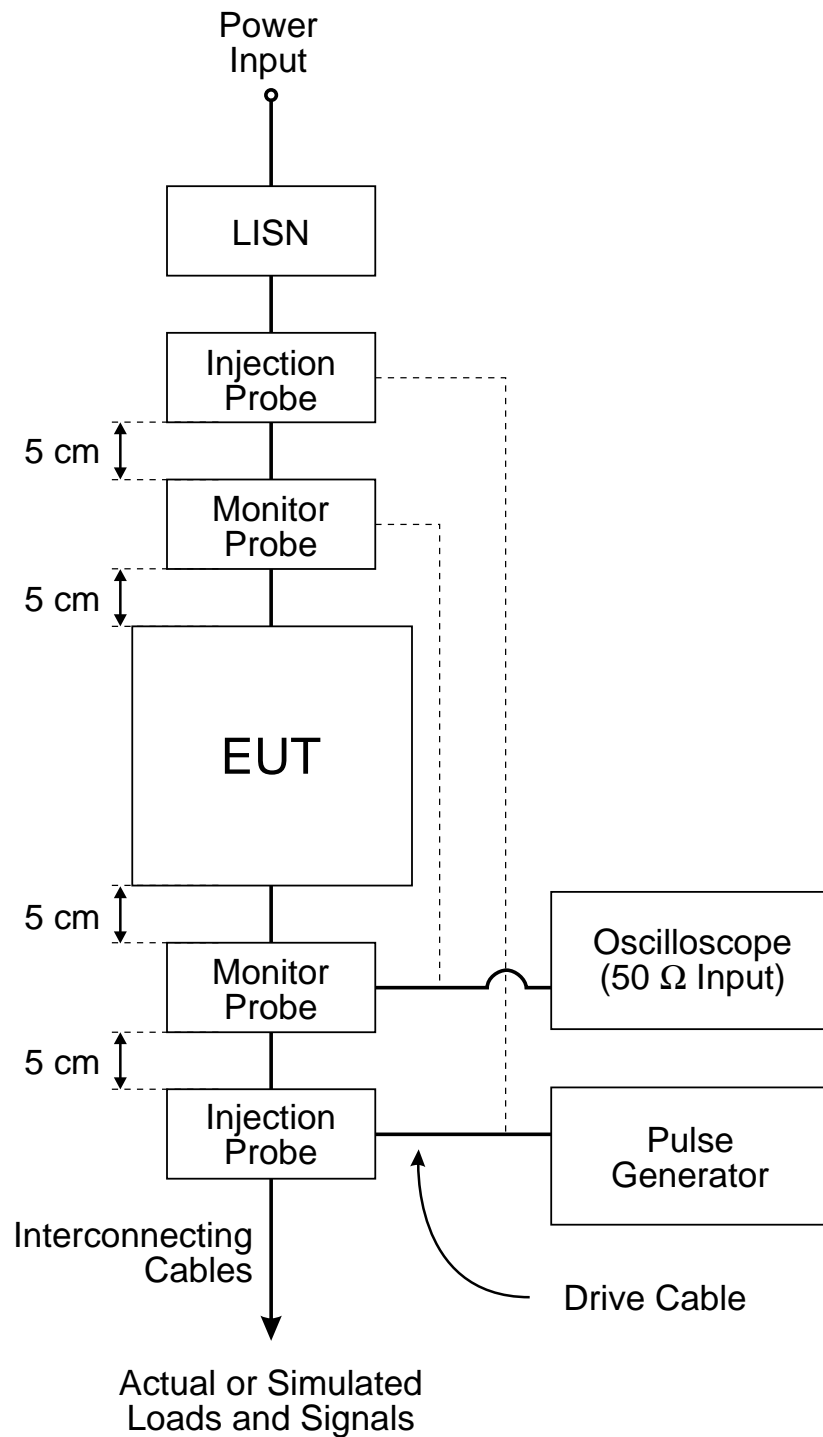 Power
Input
LISN
Injection
Probe
5 cm
Monitor
Probe
5 cm
EUT
5 cm
Monitor
Probe
Oscilloscope
(50 Ω Input)
5 cm
Injection
Probe
Pulse
Generator
Interconnecting
Cables
Drive Cable
Actual or Simulated
Loads and Signals